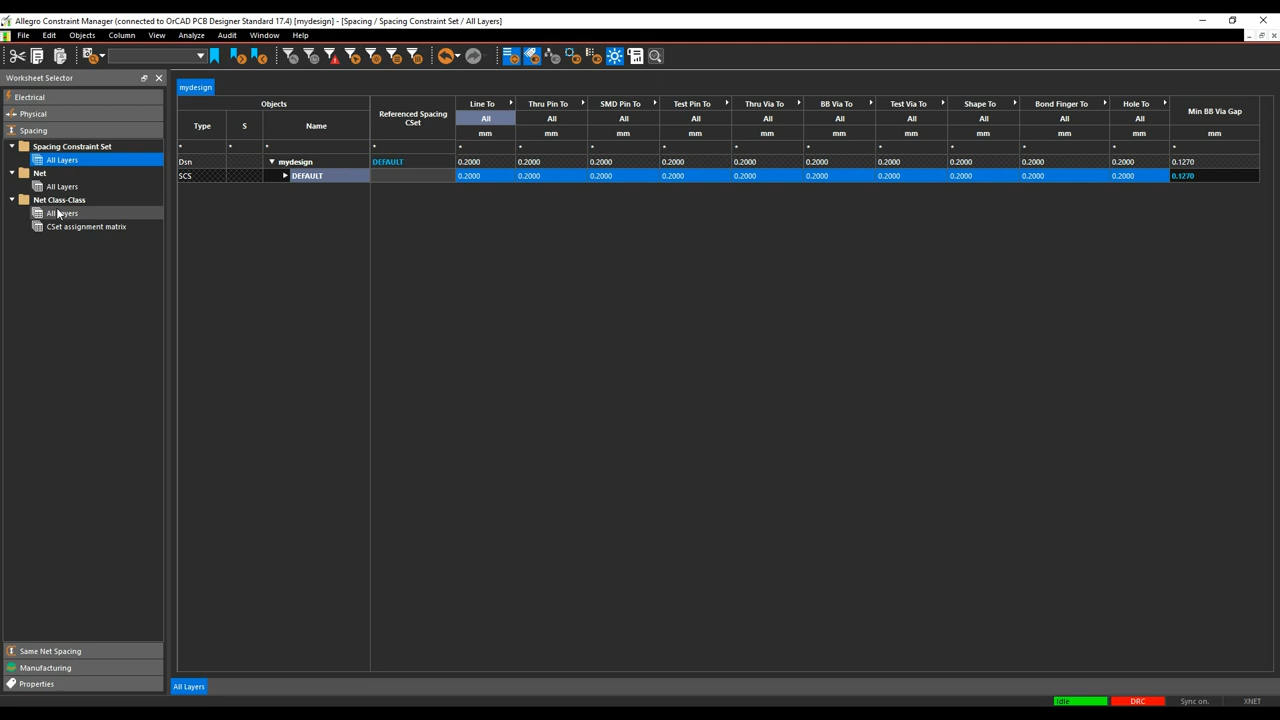 Allegro Constraint Manager (connected to OrCAD PCB Designer Standard 17.4) [mydesign] - [Spacing / Spacing Constraint Set / All Layers]
File Edit Objects Column View Analyze Audit Window Help
Worksheet Selector
Electrical
Physical
Spacing
Spacing Constraint Set
All Layers
Net
All Layers
Net Class-Class
All Layers
CSet assignment matrix
Same Net Spacing
Manufacturing
Properties
mydesign
Objects Referenced Spacing CSet Line To Thru Pin To SMD Pin To Test Pin To Thru Via To BB Via To Test Via To Shape To Bond Finger To Hole To Min BB Via Gap
Type S Name All All All All All All All All All All
mm mm mm mm mm mm mm mm mm mm mm
* * * * * * * * * * * * * * *
Dsn mydesign DEFAULT 0.2000 0.2000 0.2000 0.2000 0.2000 0.2000 0.2000 0.2000 0.2000 0.2000 0.1270
SCS DEFAULT 0.2000 0.2000 0.2000 0.2000 0.2000 0.2000 0.2000 0.2000 0.2000 0.2000 0.1270
All Layers
Idle DRC Sync on. XNET